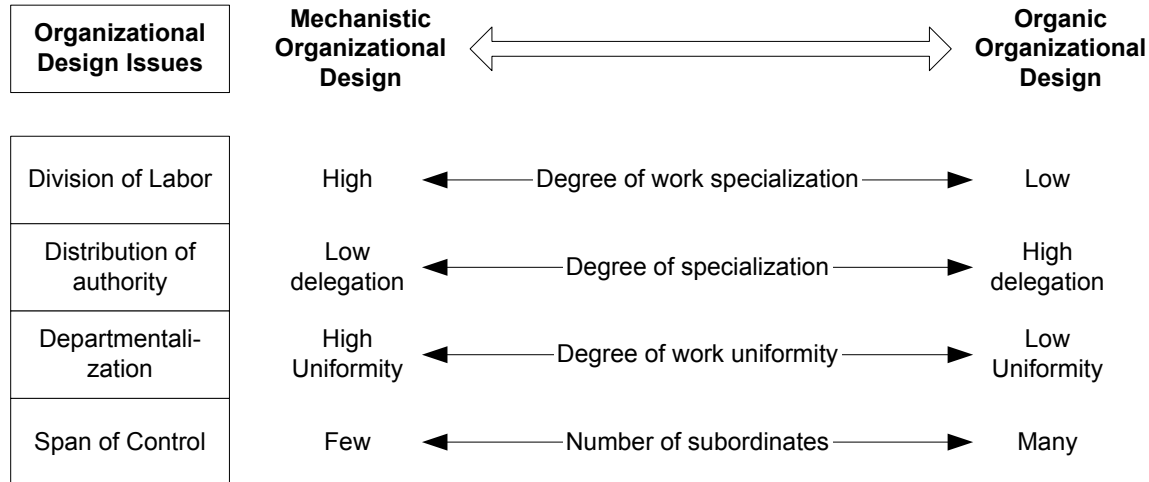 Organizational
Design Issues
Mechanistic
Organizational
Design
Organic
Organizational
Design
Division of Labor
High
Degree of work specialization
Low
Distribution of
authority
Low
delegation
Degree of specialization
High
delegation
Departmentali-
zation
High
Uniformity
Degree of work uniformity
Low
Uniformity
Span of Control
Few
Number of subordinates
Many